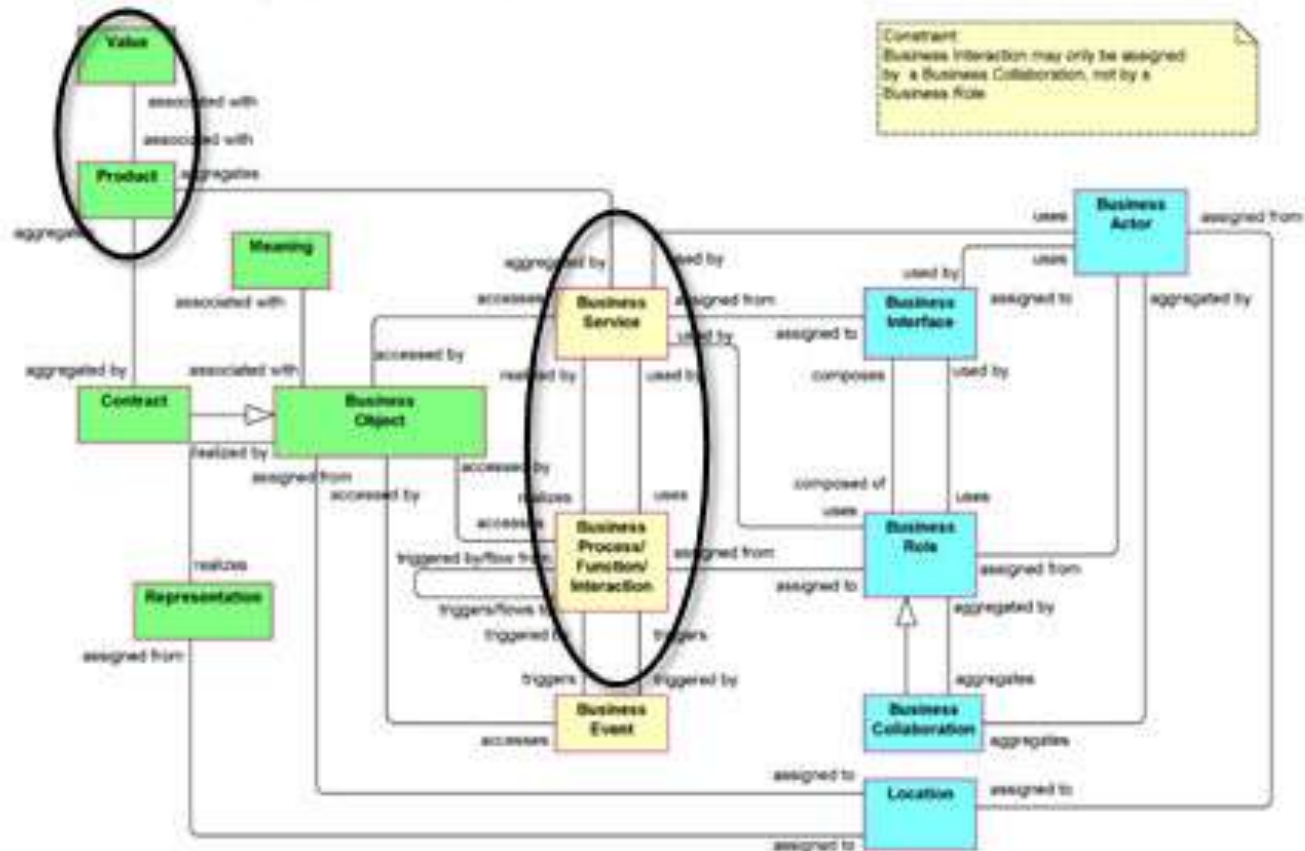 Value
Constraint
Business Interaction may only be assigned
by a Business Collaboration, not by a
Business Role
associated with
associated with
Product
aggregates
Business
Actor
uses
assigned from
Meaning
aggregated by
used by
uses
used by
associated with
accesses
Business
Service
assigned from
Business
Interface
assigned to
aggregated by
used by
assigned to
accessed by
realized by
used by
composes
used by
aggregated by
associated with
Contract
Business
Object
realized by
assigned from
accessed by
accessed by
realizes
uses
composed of
uses
uses
accesses
Business
Process/
Function/
Interaction
Business
Role
triggered by/flow from
assigned from
assigned from
realizes
assigned to
Representation
triggers/flows
aggregated by
triggered by
triggers
assigned from
triggers
triggered by
aggregates
Business
Event
Business
Collaboration
accesses
aggregates
assigned to
Location
assigned to
assigned to